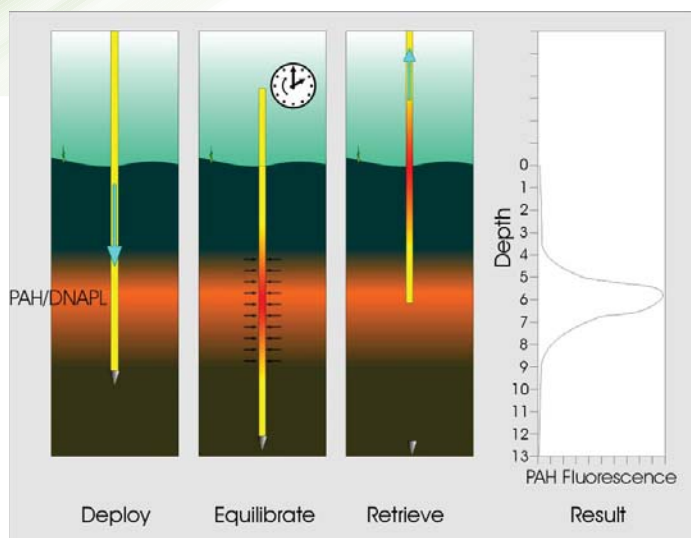 PAH/DNAPL
Deploy
Equilibrate
Retrieve
Depth
0
1
2
3
4
5
6
7
8
9
10
11
12
13
PAH Fluorescence
Result